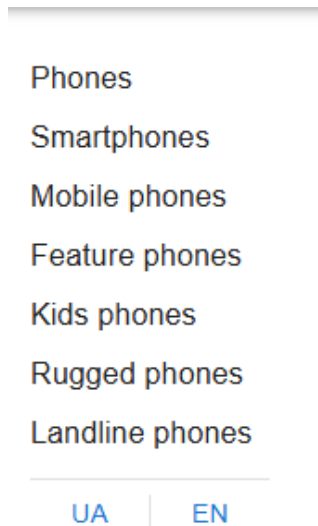 Phones
Smartphones
Mobile phones
Feature phones
Kids phones
Rugged phones
Landline phones
UA EN